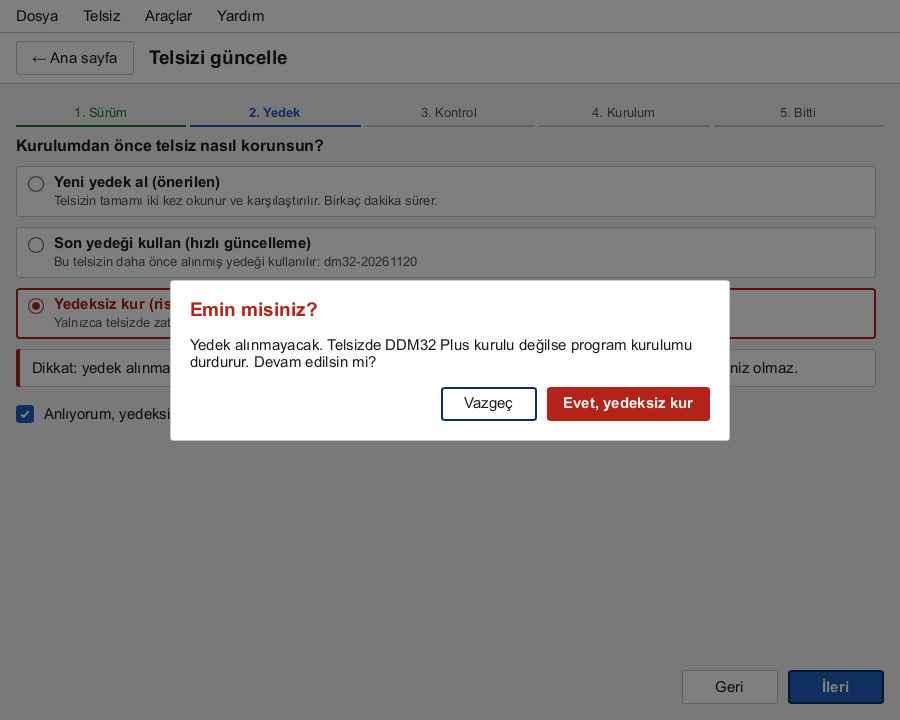 Dosya Telsiz Araçlar Yardım
← Ana sayfa Telsizi güncelle
1. Sürüm 2. Yedek 3. Kontrol 4. Kurulum 5. Bitti
Kurulumdan önce telsiz nasıl korunsun?
Yeni yedek al (önerilen)
Telsizin tamamı iki kez okunur ve karşılaştırılır. Birkaç dakika sürer.
Son yedeği kullan (hızlı güncelleme)
Bu telsizin daha önce alınmış yedeği kullanılır: dm32-20261120
Yedeksiz kur (ris
Yalnızca telsizde zat
Dikkat: yedek alınma
niz olmaz.
Anlıyorum, yedeksi
Emin misiniz?
Yedek alınmayacak. Telsizde DDM32 Plus kurulu değilse program kurulumu
durdurur. Devam edilsin mi?
Vazgeç Evet, yedeksiz kur
Geri İleri